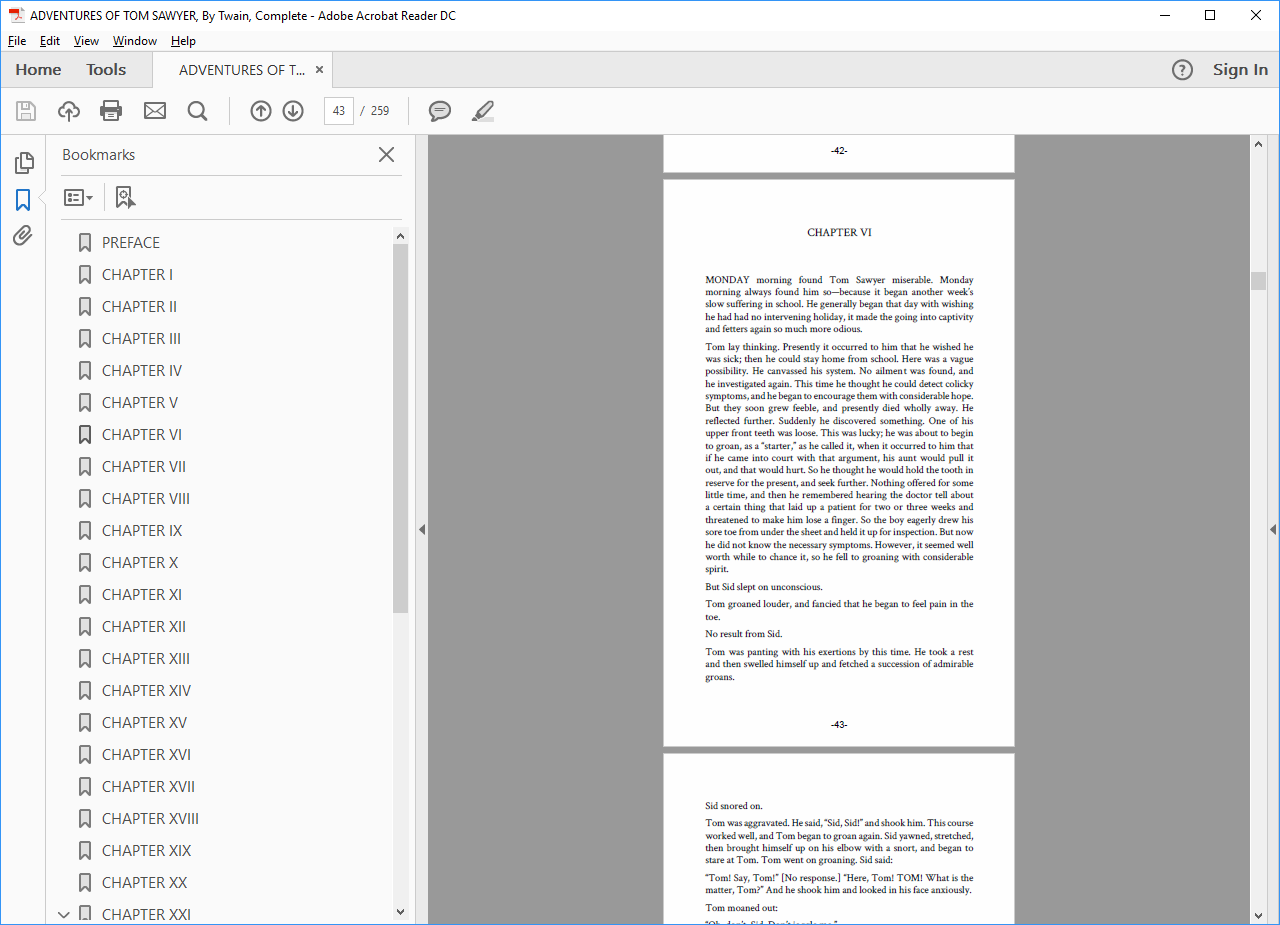 ADVENTURES OF TOM SAWYER, By Twain, Complete - Adobe Acrobat Reader DC
File Edit View Window Help
Home Tools ADVENTURES OF T... × Sign In
43 / 259
Bookmarks
PREFACE
CHAPTER I
CHAPTER II
CHAPTER III
CHAPTER IV
CHAPTER V
CHAPTER VI
CHAPTER VII
CHAPTER VIII
CHAPTER IX
CHAPTER X
CHAPTER XI
CHAPTER XII
CHAPTER XIII
CHAPTER XIV
CHAPTER XV
CHAPTER XVI
CHAPTER XVII
CHAPTER XVIII
CHAPTER XIX
CHAPTER XX
CHAPTER XXI
-42-
CHAPTER VI
MONDAY morning found Tom Sawyer miserable. Monday
morning always found him so—because it began another week's
slow suffering in school. He generally began that day with wishing
he had had no intervening holiday, it made the going into captivity
and fetters again so much more odious.
Tom lay thinking. Presently it occurred to him that he wished he
was sick; then he could stay home from school. Here was a vague
possibility. He canvassed his system. No ailment was found, and
he investigated again. This time he thought he could detect colicky
symptoms, and he began to encourage them with considerable hope.
But they soon grew feeble, and presently died wholly away. He
reflected further. Suddenly he discovered something. One of his
upper front teeth was loose. This was lucky; he was about to begin
to groan, as a “starter,” as he called it, when it occurred to him that
if he came into court with that argument, his aunt would pull it
out, and that would hurt. So he thought he would hold the tooth in
reserve for the present, and seek further. Nothing offered for some
little time, and then he remembered hearing the doctor tell about
a certain thing that laid up a patient for two or three weeks and
threatened to make him lose a finger. So the boy eagerly drew his
sore toe from under the sheet and held it up for inspection. But now
he did not know the necessary symptoms. However, it seemed well
worth while to chance it, so he fell to groaning with considerable
spirit.
But Sid slept on unconscious.
Tom groaned louder, and fancied that he began to feel pain in the
toe.
No result from Sid.
Tom was panting with his exertions by this time. He took a rest
and then swelled himself up and fetched a succession of admirable
groans.
-43-
Sid snored on.
Tom was aggravated. He said, “Sid, Sid!” and shook him. This course
worked well, and Tom began to groan again. Sid yawned, stretched,
then brought himself up on his elbow with a snort, and began to
stare at Tom. Tom went on groaning. Sid said:
“Tom! Say, Tom!” [No response.] “Here, Tom! TOM! What is the
matter, Tom?” And he shook him and looked in his face anxiously.
Tom moaned out: